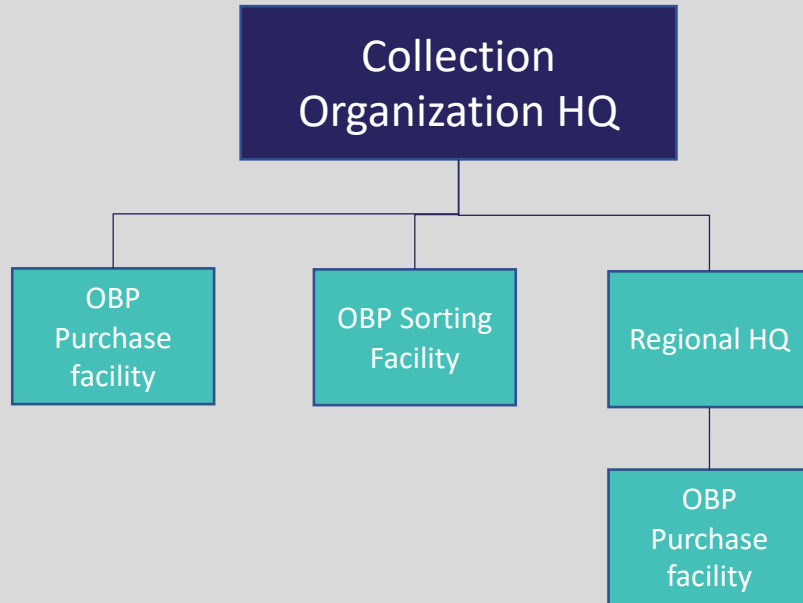 Collection
Organization HQ
OBP
Purchase
facility
OBP Sorting
Facility
Regional HQ
OBP
Purchase
facility